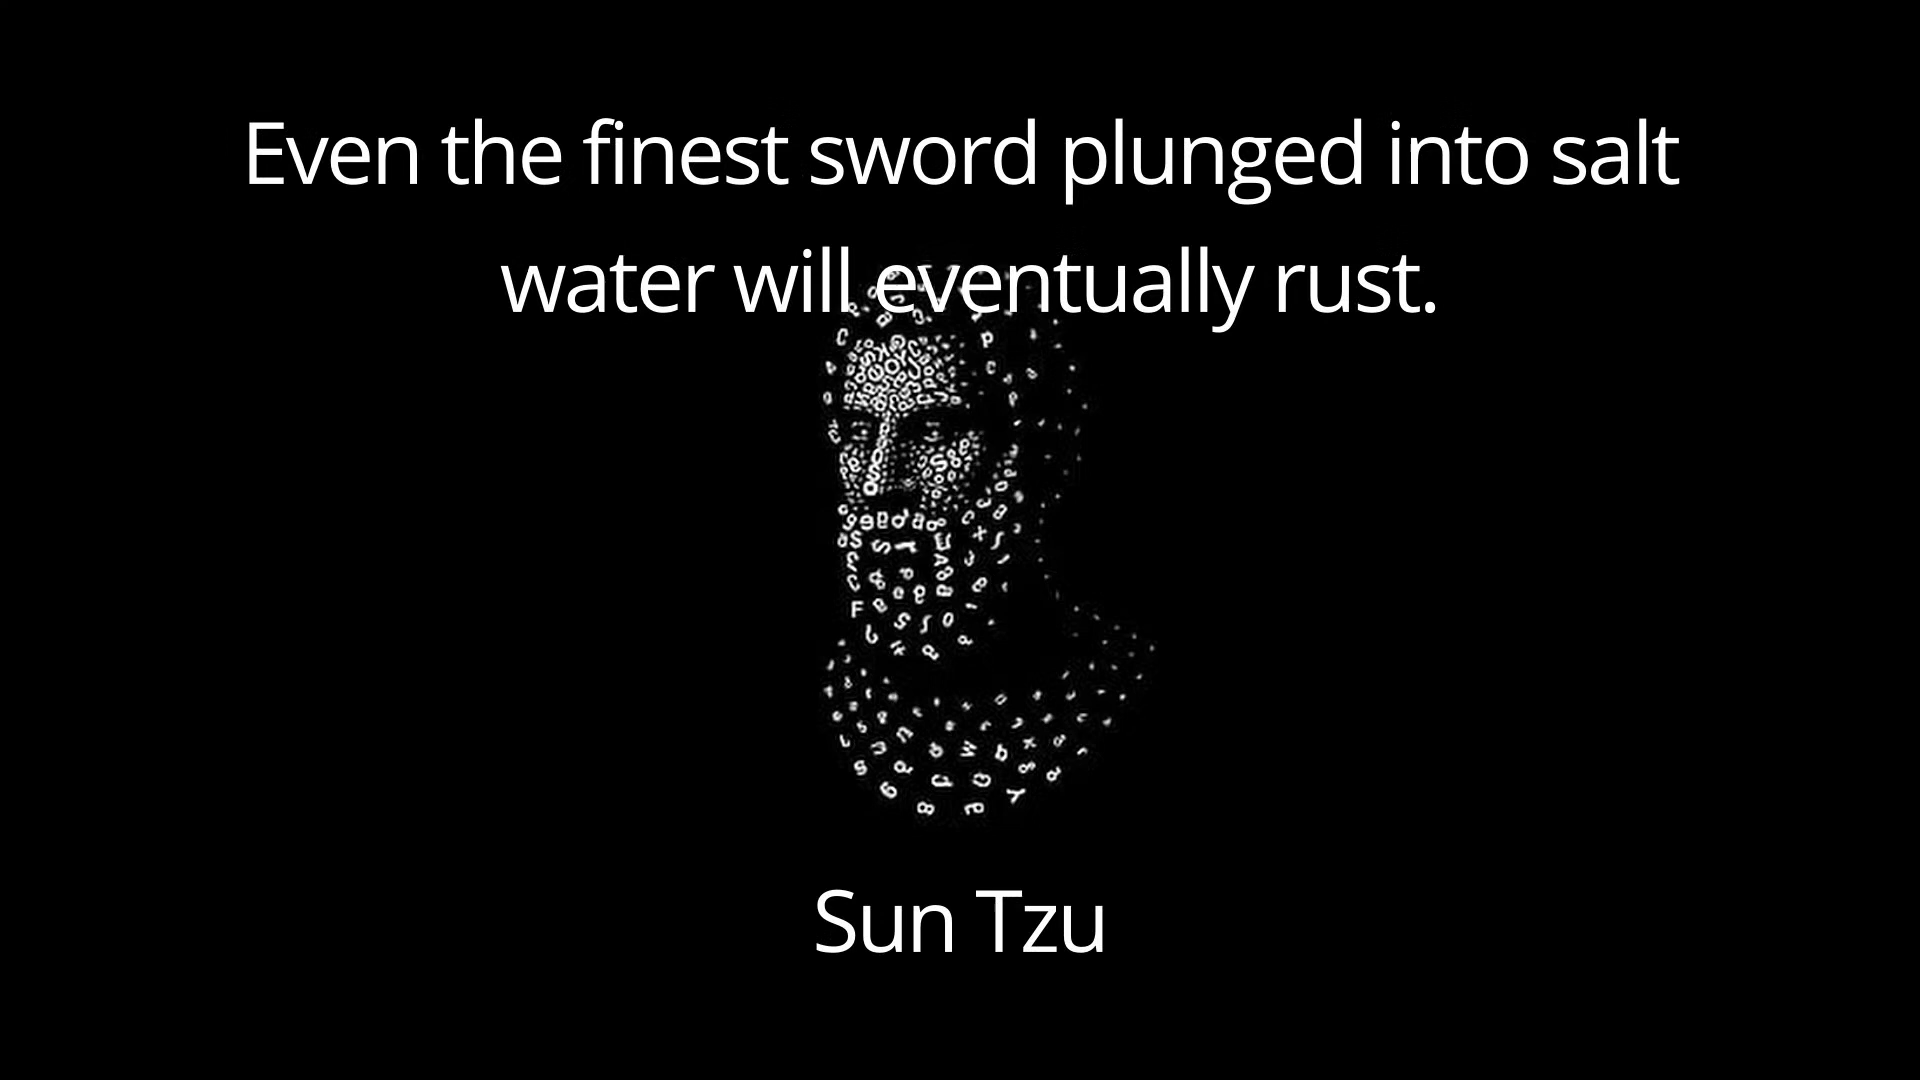 Even the finest sword plunged into salt
water will eventually rust.
Sun Tzu